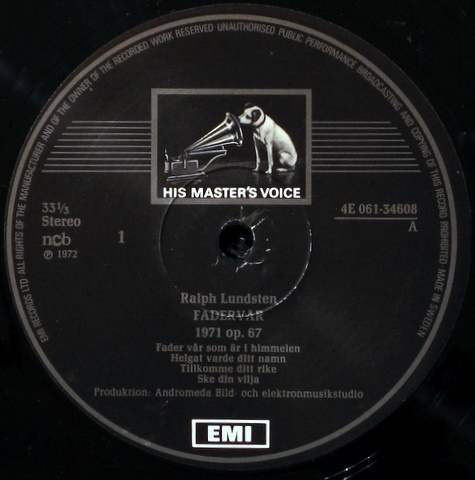 EMI RECORDS LTD ALL RIGHTS OF THE MANUFACTURER AND OF THE OWNER OF THE RECORDED WORK RESERVED UNAUTHORISED PUBLIC PERFORMANCE BROADCASTING AND COPYING OF THIS RECORD PROHIBITED MADE IN SWEDEN
HIS MASTER'S VOICE
33 1/3
Stereo
4E 061-34608
A
ncb
1
℗ 1972
Ralph Lundsten
FADERVÅR
1971 op. 67
Fader vår som är i himmelen
Helgat varde ditt namn
Tillkomme ditt rike
Ske din vilja
Produktion: Andromeda Bild- och elektronmusikstudio
EMI